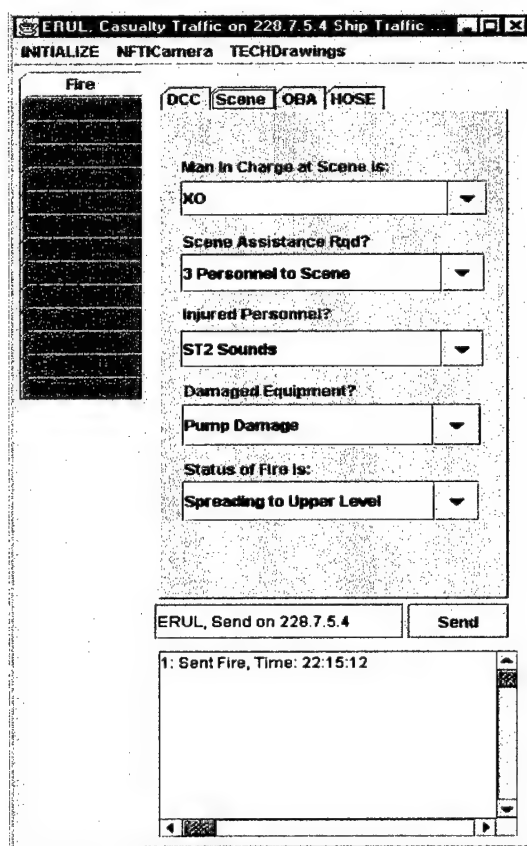 ERUL, Casualty Traffic on 228.7.5.4 Ship Traffic ...
INITIALIZE NFTICamera TECHDrawings
Fire
DCC Scene OBA HOSE
Man In Charge at Scene is:
XO
Scene Assistance Rqd?
3 Personnel to Scene
Injured Personnel?
ST2 Sounds
Damaged Equipment?
Pump Damage
Status of Fire is:
Spreading to Upper Level
ERUL, Send on 228.7.5.4 Send
1: Sent Fire, Time: 22:15:12